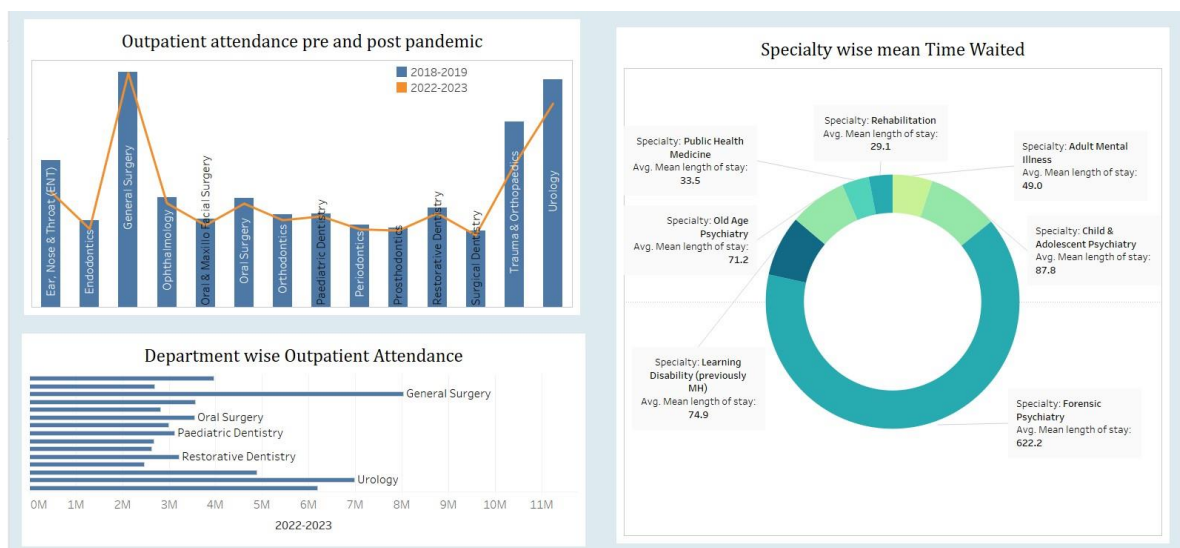 Outpatient attendance pre and post pandemic
2018-2019
2022-2023
Ear, Nose & Throat (ENT)
Endodontics
General Surgery
Ophthalmology
Oral & Maxillo Facial Surgery
Oral Surgery
Orthodontics
Paediatric Dentistry
Periodontics
Prosthodontics
Restorative Dentistry
Surgical Dentistry
Trauma & Orthopaedics
Urology
Department wise Outpatient Attendance
General Surgery
Oral Surgery
Paediatric Dentistry
Restorative Dentistry
Urology
0M 1M 2M 3M 4M 5M 6M 7M 8M 9M 10M 11M
2022-2023
Specialty wise mean Time Waited
Specialty: Rehabilitation
Avg. Mean length of stay:
29.1
Specialty: Public Health
Medicine
Avg. Mean length of stay:
33.5
Specialty: Adult Mental
Illness
Avg. Mean length of stay:
49.0
Specialty: Old Age
Psychiatry
Avg. Mean length of stay:
71.2
Specialty: Child &
Adolescent Psychiatry
Avg. Mean length of stay:
87.8
Specialty: Learning
Disability (previously
MH)
Avg. Mean length of stay:
74.9
Specialty: Forensic
Psychiatry
Avg. Mean length of stay:
622.2